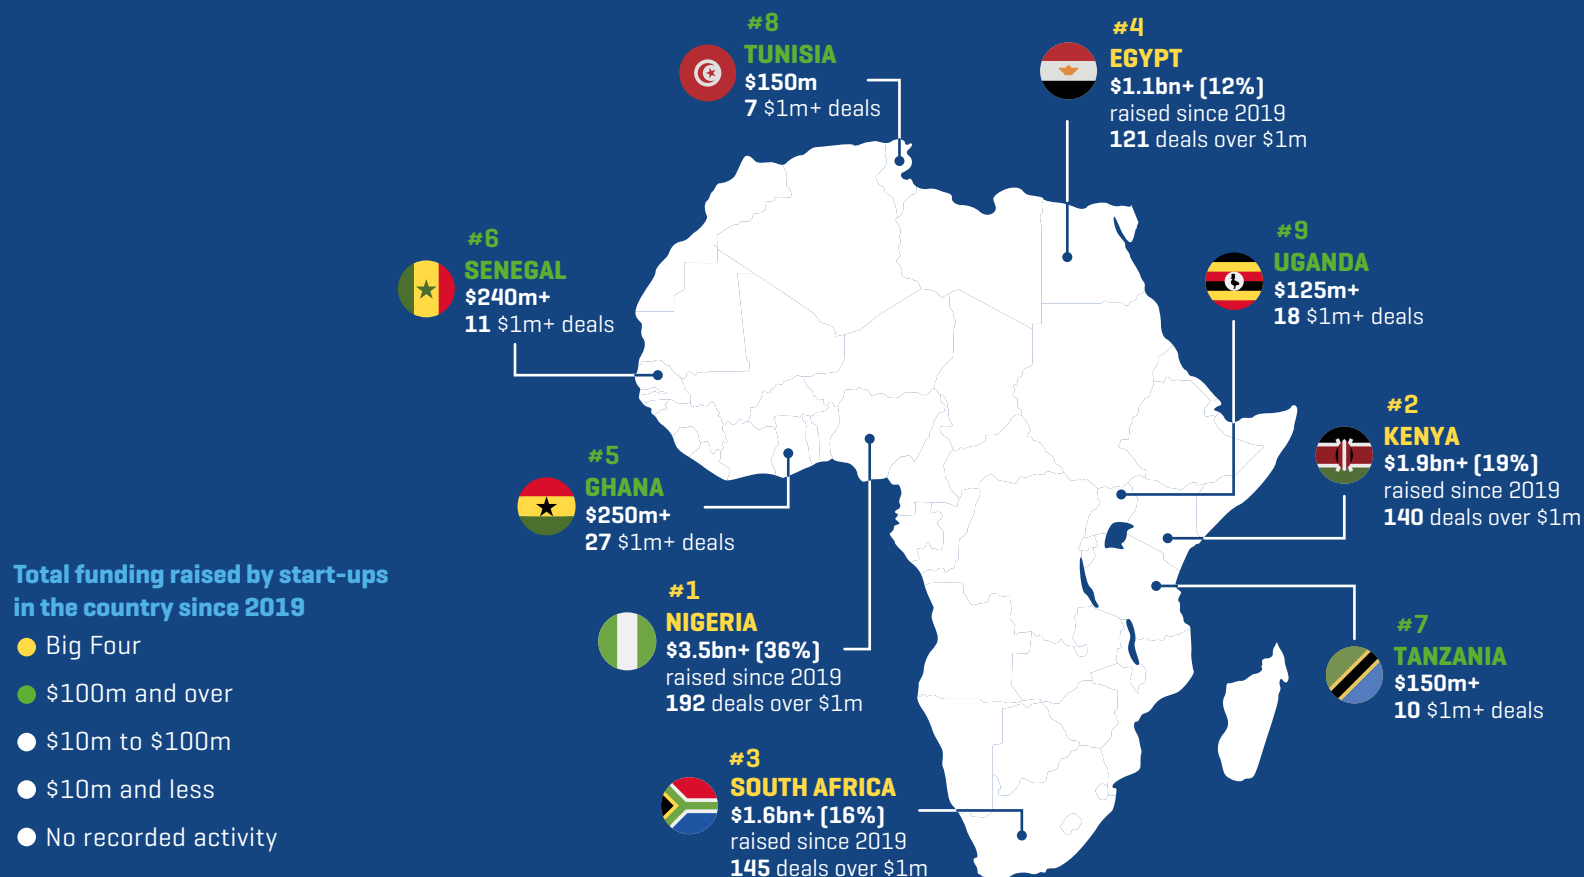 #8
TUNISIA
$150m
7 $1m+ deals
#4
EGYPT
$1.1bn+ (12%)
raised since 2019
121 deals over $1m
#6
SENEGAL
$240m+
11 $1m+ deals
#9
UGANDA
$125m+
18 $1m+ deals
#2
KENYA
$1.9bn+ (19%)
raised since 2019
140 deals over $1m
#5
GHANA
$250m+
27 $1m+ deals
Total funding raised by start-ups
in the country since 2019
Big Four
$100m and over
$10m to $100m
$10m and less
No recorded activity
#1
NIGERIA
$3.5bn+ (36%)
raised since 2019
192 deals over $1m
#7
TANZANIA
$150m+
10 $1m+ deals
#3
SOUTH AFRICA
$1.6bn+ (16%)
raised since 2019
145 deals over $1m